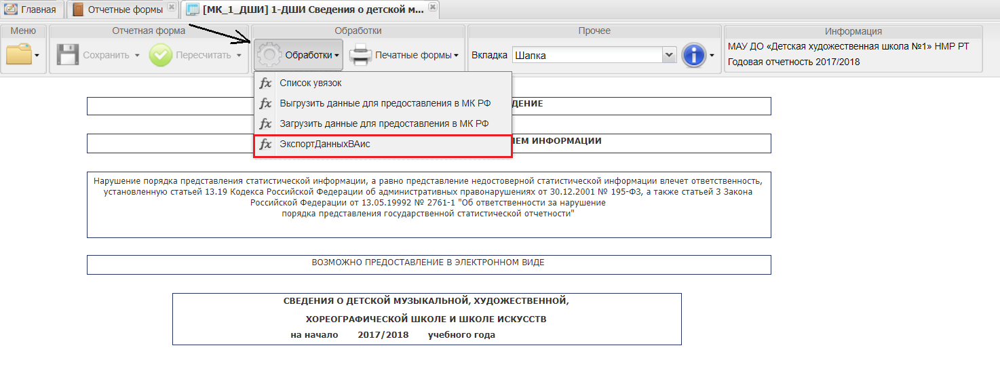 Главная
Отчетные формы
[МК_1_ДШИ] 1-ДШИ Сведения о детской м...
Меню
Отчетная форма
Обработки
Прочее
Информация
Сохранить
Пересчитать
Обработки
Печатные формы
Вкладка
Шапка
МАУ ДО «Детская художественная школа №1» НМР РТ
Годовая отчетность 2017/2018
Список увязок
Выгрузить данные для предоставления в МК РФ
Загрузить данные для предоставления в МК РФ
ЭкспортДанныхВАис
ДЕНИЕ
ЛЕМ ИНФОРМАЦИИ
Нарушение порядка представления статистической информации, а равно представление недостоверной статистической информации влечет ответственность,
установленную статьей 13.19 Кодекса Российской Федерации об административных правонарушениях от 30.12.2001 № 195-ФЗ, а также статьей 3 Закона
Российской Федерации от 13.05.19992 № 2761-1 "Об ответственности за нарушение
порядка представления государственной статистической отчетности"
ВОЗМОЖНО ПРЕДОСТАВЛЕНИЕ В ЭЛЕКТРОННОМ ВИДЕ
СВЕДЕНИЯ О ДЕТСКОЙ МУЗЫКАЛЬНОЙ, ХУДОЖЕСТВЕННОЙ,
ХОРЕОГРАФИЧЕСКОЙ ШКОЛЕ И ШКОЛЕ ИСКУССТВ
на начало 2017/2018 учебного года